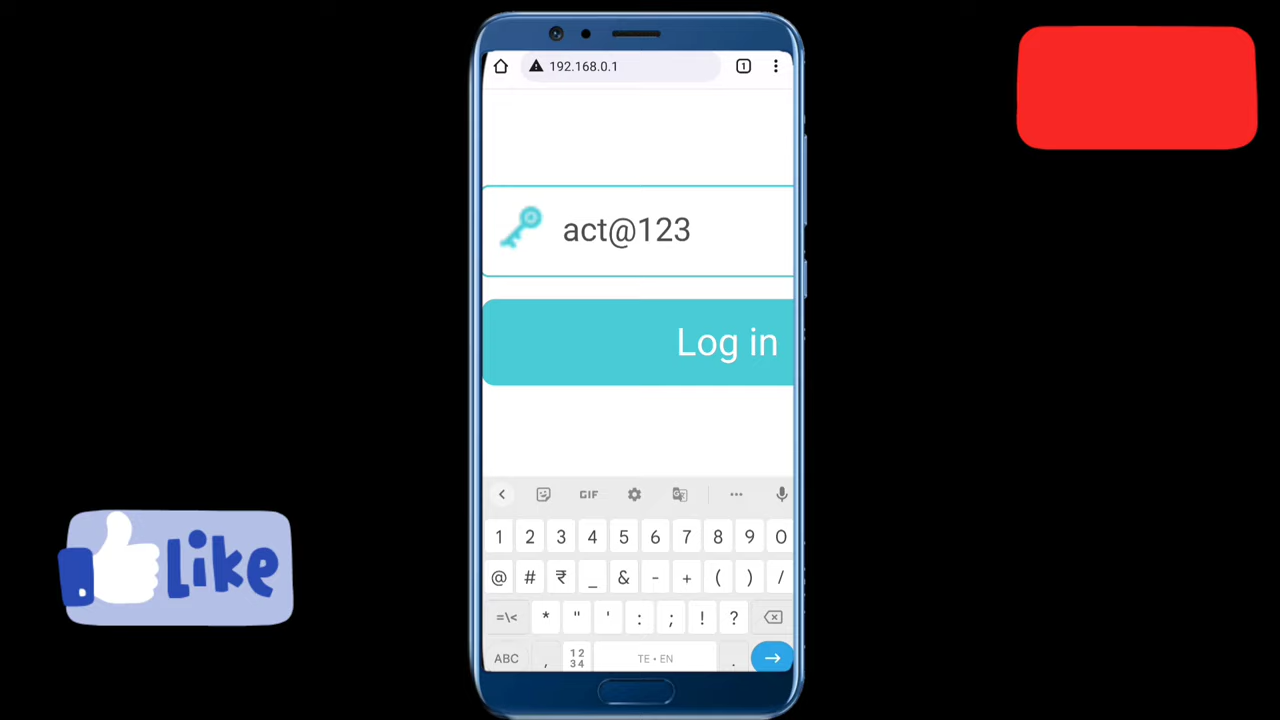 192.168.0.1
1
act@123
Log in
Like
GIF
1 2 3 4 5 6 7 8 9 0
@ # ₹ _ & - + ( ) /
=\< * " ' : ; ! ?
ABC , 12 34 TE • EN .